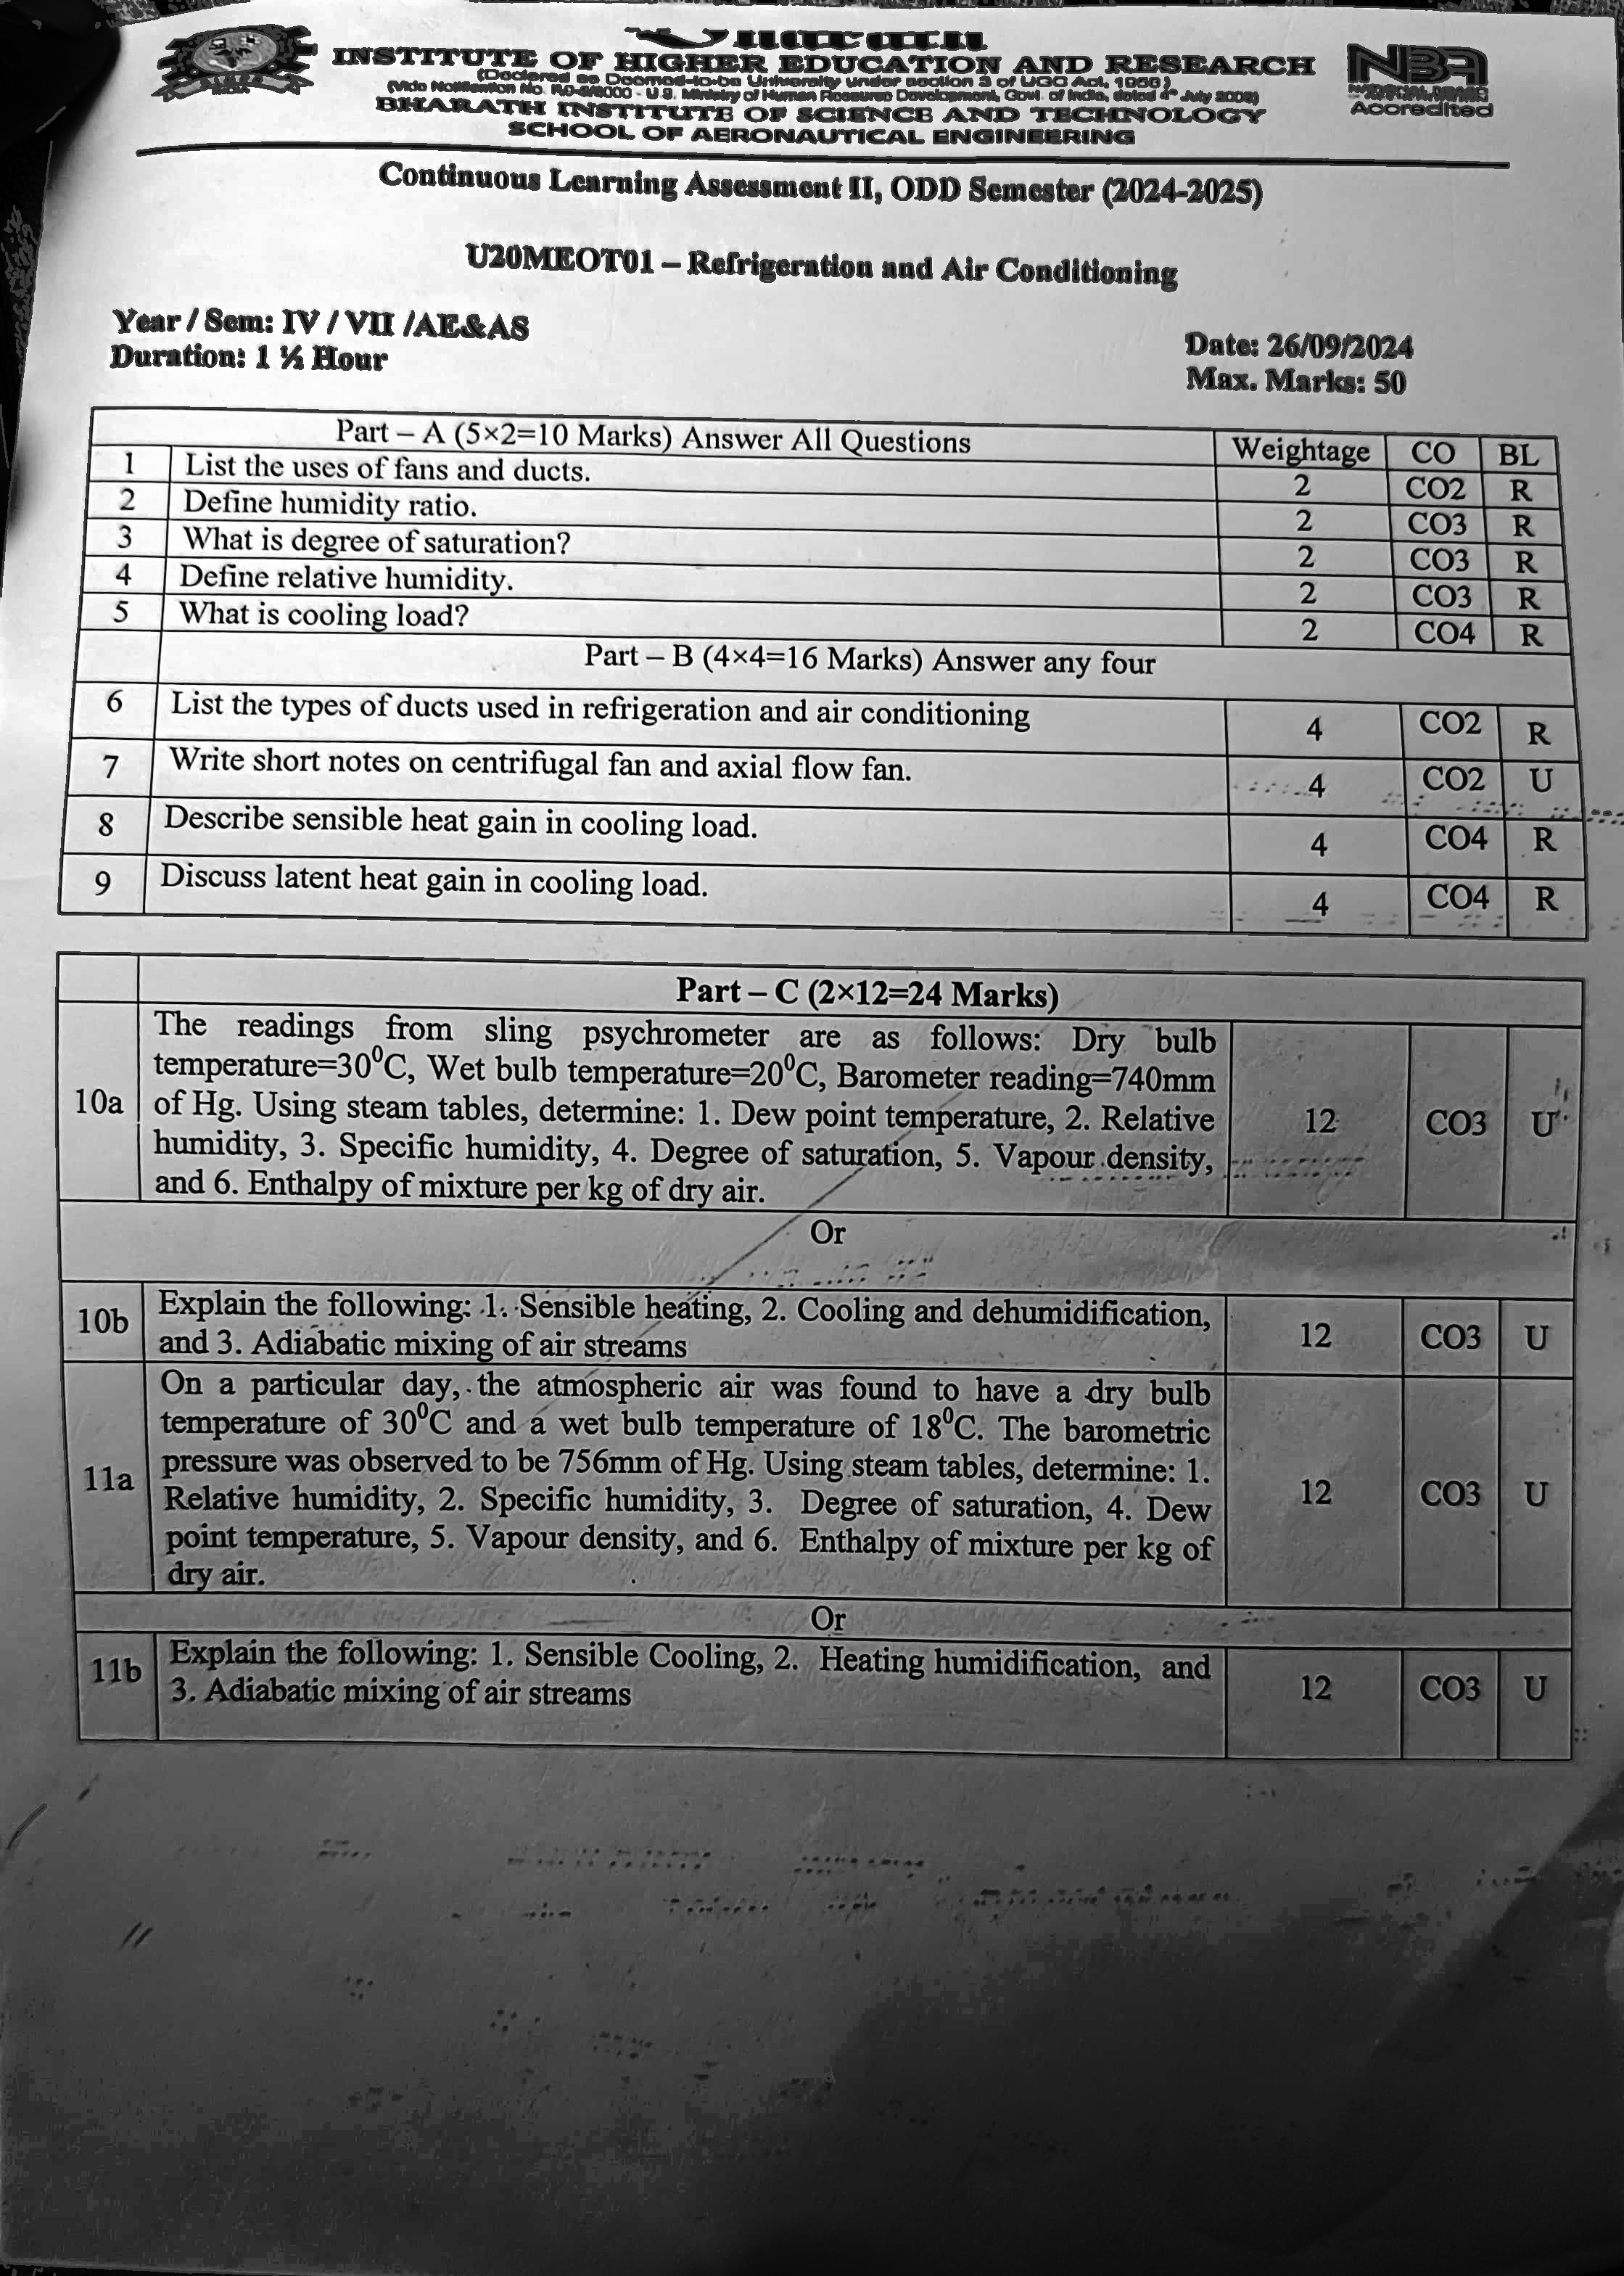 INSTITUTE OF HIGHER EDUCATION AND RESEARCH
(Declared as Deemed-to-be University under section 3 of UGC Act, 1956)
(Vide Notification No. - U.3, Ministry of Human Resource Development, Govt. of India, dated 4th July 2002)
BHARATH INSTITUTE OF SCIENCE AND TECHNOLOGY
SCHOOL OF AERONAUTICAL ENGINEERING
NBA
Accredited
Continuous Learning Assessment II, ODD Semester (2024-2025)
U20MEOT01 – Refrigeration and Air Conditioning
Year / Sem: IV / VII /AE&AS
Duration: 1 ½ Hour
Date: 26/09/2024
Max. Marks: 50
Part – A (5×2=10 Marks) Answer All Questions Weightage CO BL
1 List the uses of fans and ducts. 2 CO2 R
2 Define humidity ratio. 2 CO3 R
3 What is degree of saturation? 2 CO3 R
4 Define relative humidity. 2 CO3 R
5 What is cooling load? 2 CO4 R
Part – B (4×4=16 Marks) Answer any four
6 List the types of ducts used in refrigeration and air conditioning 4 CO2 R
7 Write short notes on centrifugal fan and axial flow fan. 4 CO2 U
8 Describe sensible heat gain in cooling load. 4 CO4 R
9 Discuss latent heat gain in cooling load. 4 CO4 R
Part – C (2×12=24 Marks)
The readings from sling psychrometer are as follows: Dry bulb
temperature=30⁰C, Wet bulb temperature=20⁰C, Barometer reading=740mm
10a of Hg. Using steam tables, determine: 1. Dew point temperature, 2. Relative 12 CO3 U
humidity, 3. Specific humidity, 4. Degree of saturation, 5. Vapour density,
and 6. Enthalpy of mixture per kg of dry air.
Or
10b Explain the following: 1. Sensible heating, 2. Cooling and dehumidification, 12 CO3 U
and 3. Adiabatic mixing of air streams
On a particular day, the atmospheric air was found to have a dry bulb
temperature of 30⁰C and a wet bulb temperature of 18⁰C. The barometric
pressure was observed to be 756mm of Hg. Using steam tables, determine: 1.
11a Relative humidity, 2. Specific humidity, 3. Degree of saturation, 4. Dew 12 CO3 U
point temperature, 5. Vapour density, and 6. Enthalpy of mixture per kg of
dry air.
Or
11b Explain the following: 1. Sensible Cooling, 2. Heating humidification, and 12 CO3 U
3. Adiabatic mixing of air streams